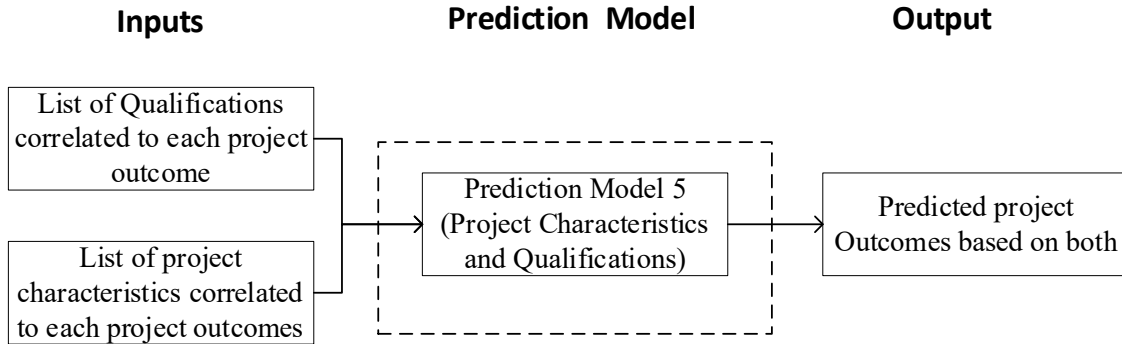 Inputs
Prediction Model
Output
List of Qualifications
correlated to each project
outcome
List of project
characteristics correlated
to each project outcomes
Prediction Model 5
(Project Characteristics
and Qualifications)
Predicted project
Outcomes based on both